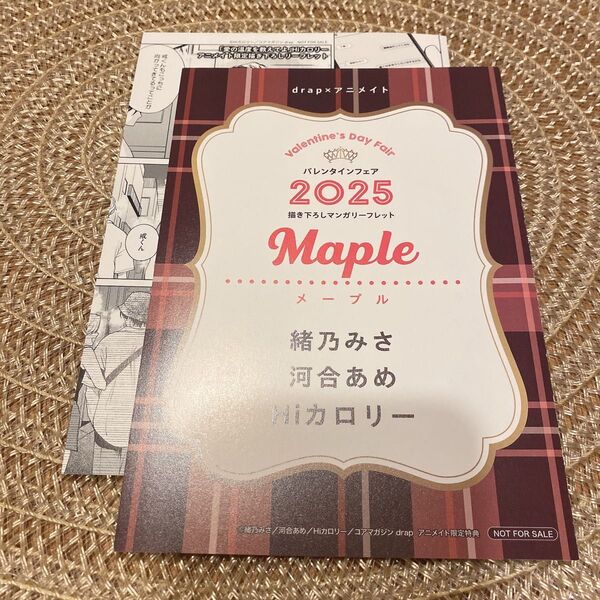 「愛の温度を教えてよ」Hiカロリー
アニメイト限定描き下ろしリーフレット
成くん
drap×アニメイト
Valentine's Day Fair
バレンタインフェア
2025
描き下ろしマンガリーフレット
Maple
メープル
緒乃みさ
河合あめ
Hiカロリー
©緒乃みさ／河合あめ／Hiカロリー／コアマガジン drap アニメイト限定特典
NOT FOR SALE